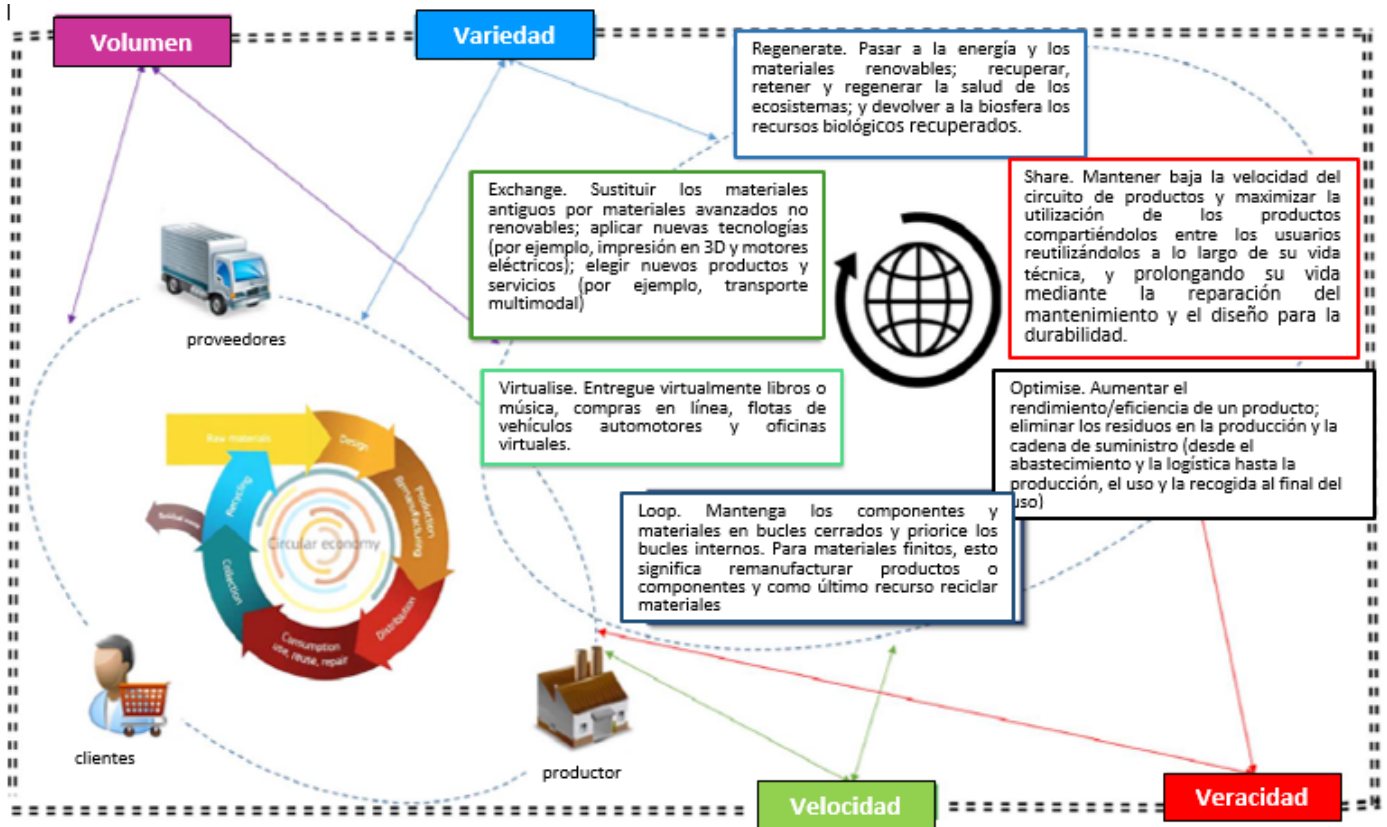 Volumen
Variedad
Regenerate. Pasar a la energía y los
materiales renovables; recuperar,
retener y regenerar la salud de los
ecosistemas; y devolver a la biosfera los
recursos biológicos recuperados.
Exchange. Sustituir los materiales
antiguos por materiales avanzados no
renovables; aplicar nuevas tecnologías
(por ejemplo, impresión en 3D y motores
eléctricos); elegir nuevos productos y
servicios (por ejemplo, transporte
multimodal)
Share. Mantener baja la velocidad del
circuito de productos y maximizar la
utilización de los productos
compartiéndolos entre los usuarios
reutilizándolos a lo largo de su vida
técnica, y prolongando su vida
mediante la reparación del
mantenimiento y el diseño para la
durabilidad.
proveedores
Virtualise. Entregue virtualmente libros o
música, compras en línea, flotas de
vehículos automotores y oficinas
virtuales.
Optimise. Aumentar el
rendimiento/eficiencia de un producto;
eliminar los residuos en la producción y la
cadena de suministro (desde el
abastecimiento y la logística hasta la
producción, el uso y la recogida al final del
uso)
Raw materials
Design
Production
Remanufacturing
Distribution
Consumption
use, reuse, repair
Collection
Recycling
Residual waste
Circular economy
Loop. Mantenga los componentes y
materiales en bucles cerrados y priorice los
bucles internos. Para materiales finitos, esto
significa remanufacturar productos o
componentes y como último recurso reciclar
materiales
clientes
productor
Velocidad
Veracidad